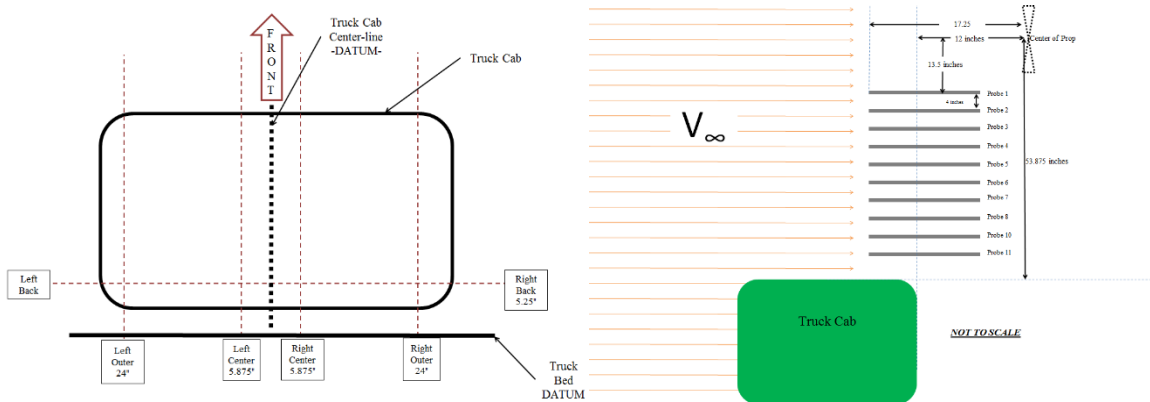 F
R
O
N
T
Truck Cab
Center-line
-DATUM-
Truck Cab
Left
Back
Right
Back
5.25"
Left
Outer
24"
Left
Center
5.875"
Right
Center
5.875"
Right Outer
24"
Truck
Bed
DATUM
17.25
12 inches
Center of Prop
13.5 inches
Probe 1
4 inches
Probe 2
Probe 3
Probe 4
Probe 5
53.875 inches
Probe 6
Probe 7
Probe 8
Probe 10
Probe 11
V∞
Truck Cab
NOT TO SCALE